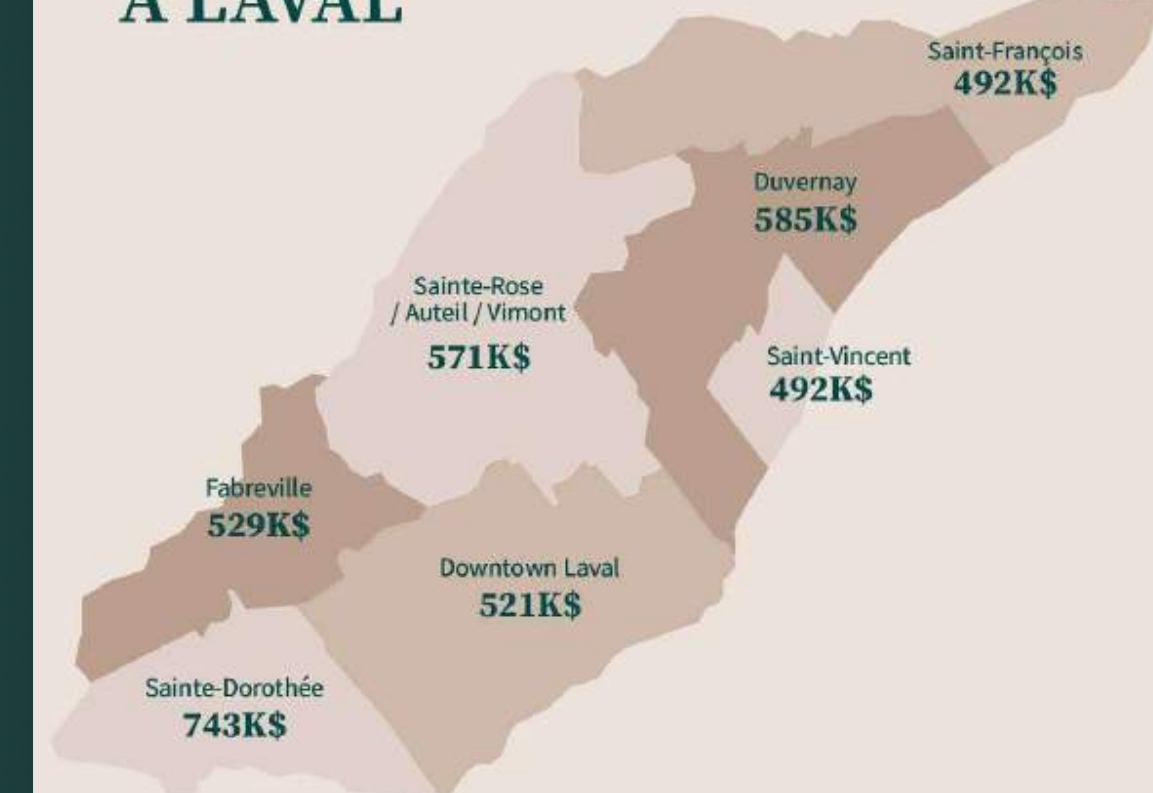 À LAVAL
Saint-François
492K$
Duvernay
585K$
Sainte-Rose
/ Auteil / Vimont
571K$
Saint-Vincent
492K$
Fabreville
529K$
Downtown Laval
521K$
Sainte-Dorothée
743K$